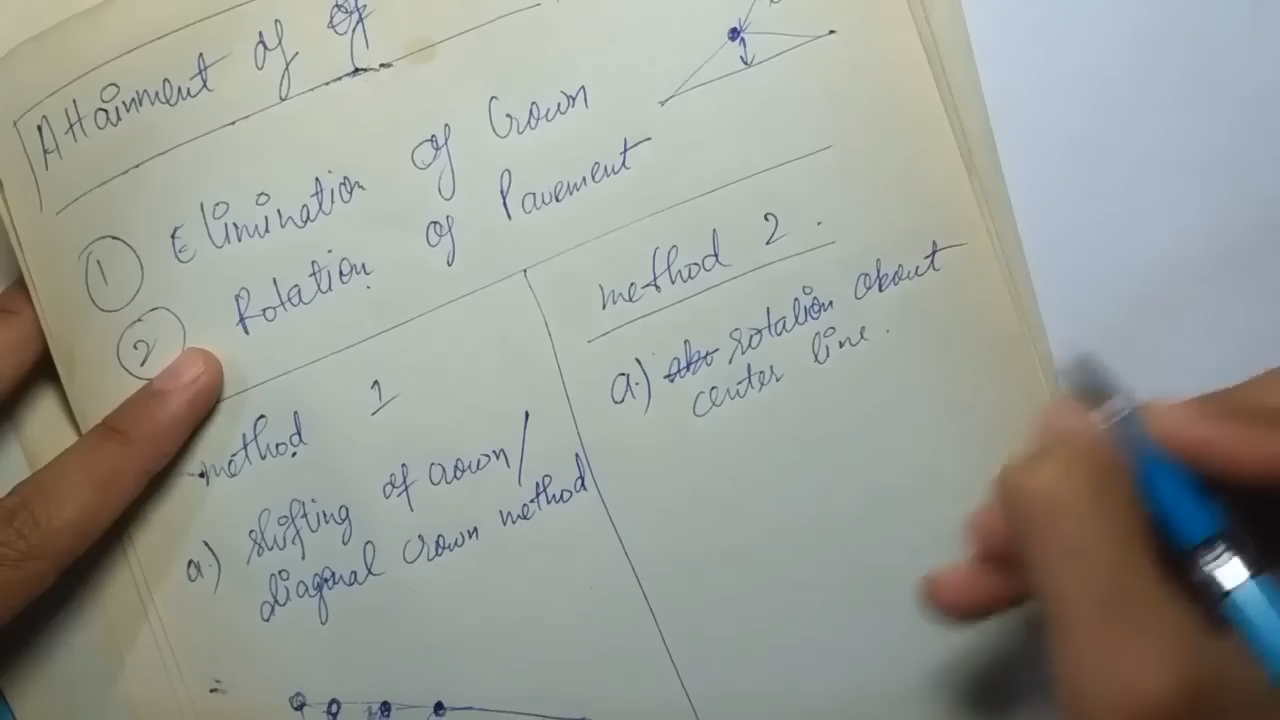 Attainment of
① Elimination of Crown
② Rotation of Pavement
method 1
a.) shifting of crown/
diagonal crown method
method 2.
a.) rotation about
center line.